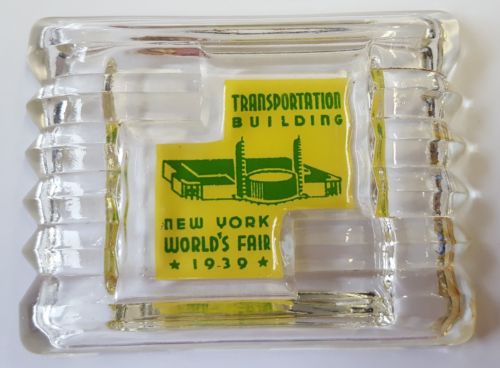 TRANSPORTATION
BUILDING
NEW YORK
WORLD'S FAIR
★ 1939 ★